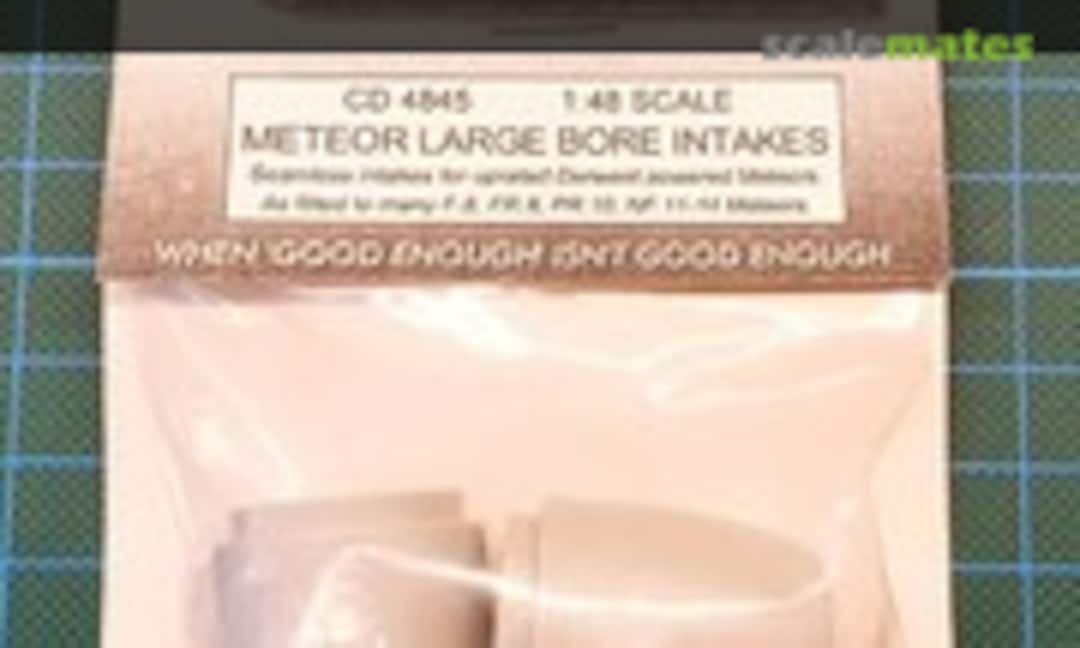 scalemates
CD 4845 1:48 SCALE
METEOR LARGE BORE INTAKES
Seamless intakes for uprated Derwent powered Meteors
As fitted to many F.8, FR.9, PR.10, NF.11-14 Meteors
WHEN 'GOOD ENOUGH' ISN'T GOOD ENOUGH